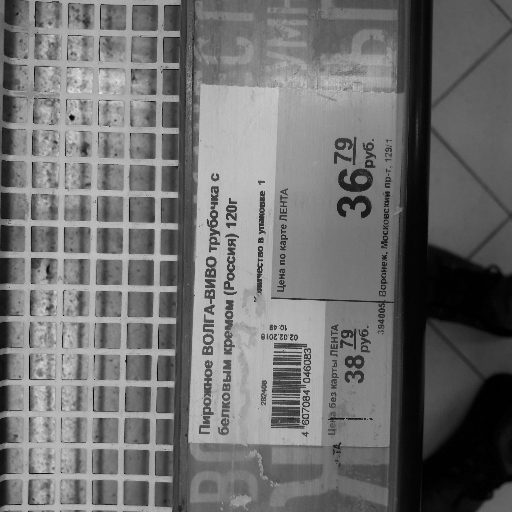 Пирожное ВОЛГА-ВИВО трубочка с
белковым кремом (Россия) 120г
количество в упаковке 1
282468
02.02.2018
10:48
4 607084 046083
Цена по карте ЛЕНТА
36 79
руб.
Цена без карты ЛЕНТА
38 79
руб.
394005, Воронеж, Московский пр-т, 129/1